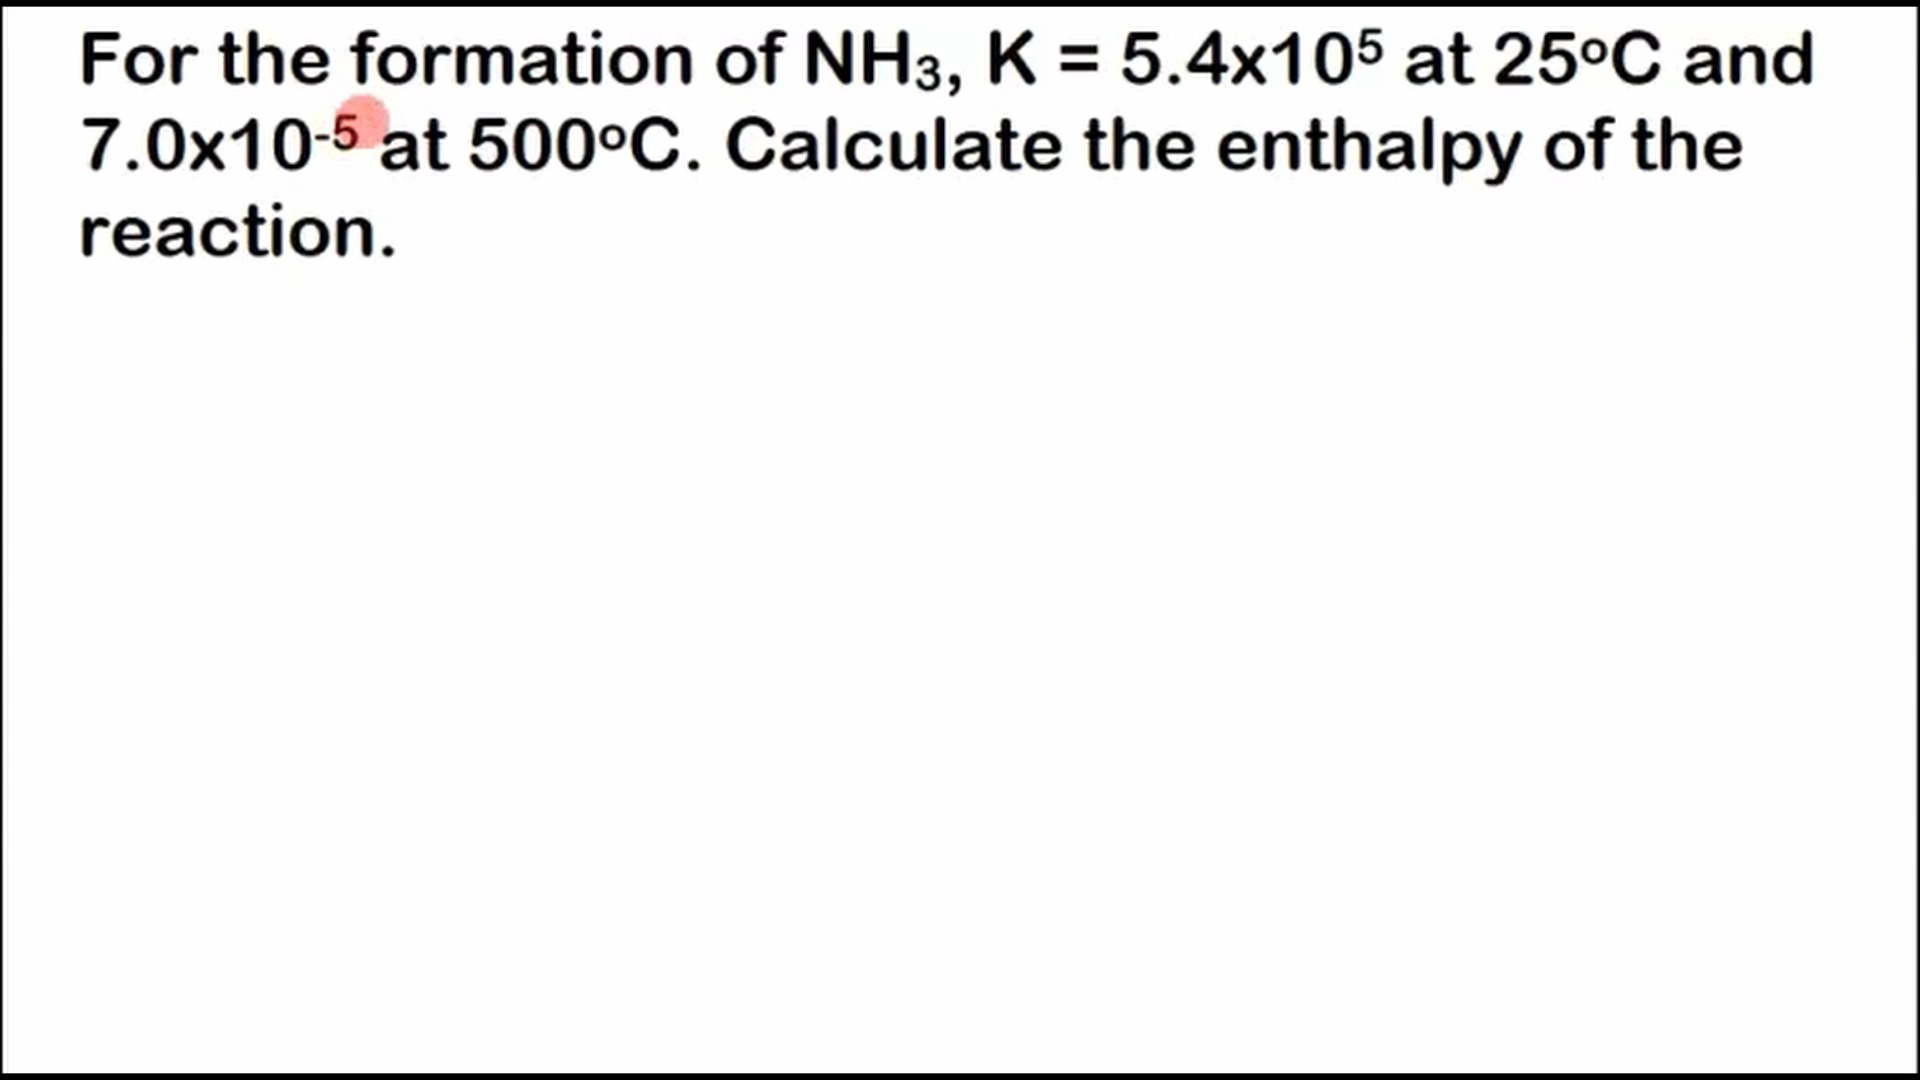 For the formation of NH₃, K = 5.4x10⁵ at 25ºC and
7.0x10⁻⁵ at 500ºC. Calculate the enthalpy of the
reaction.